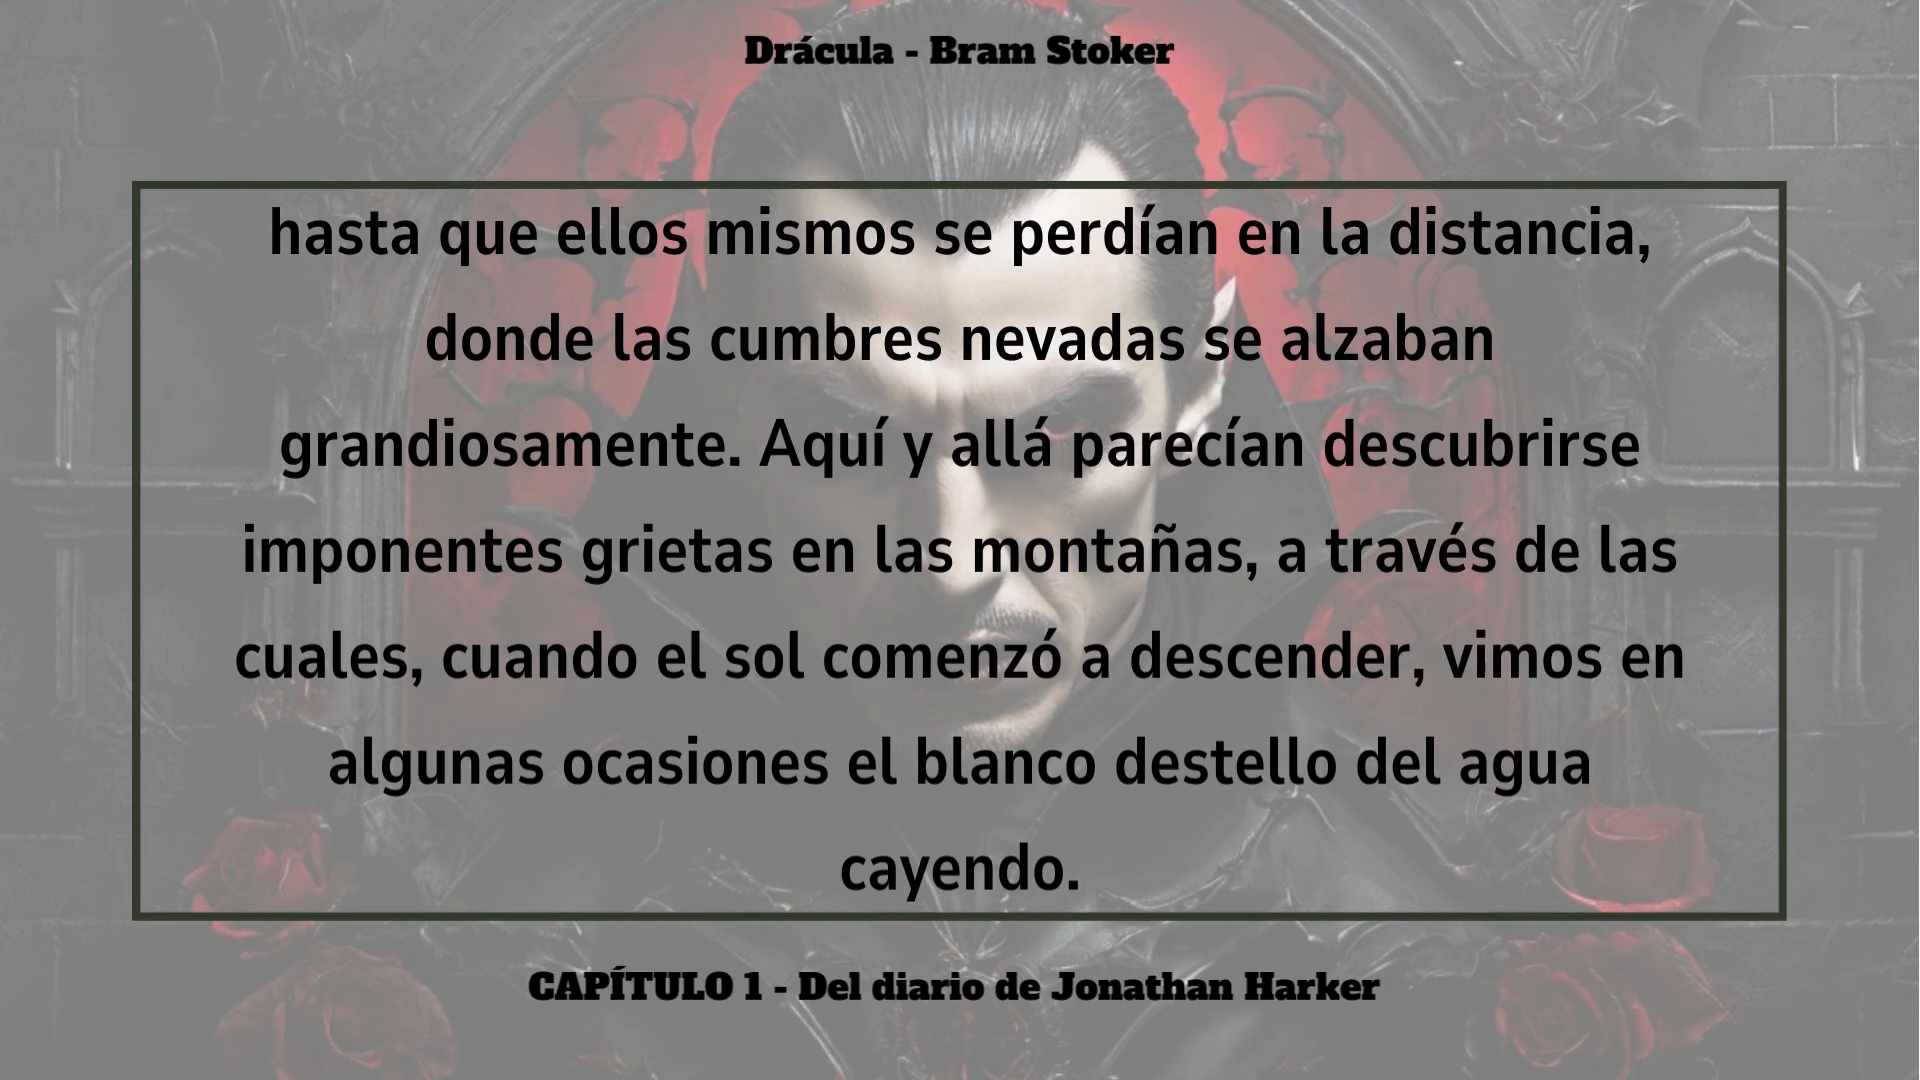 Drácula - Bram Stoker
hasta que ellos mismos se perdían en la distancia,
donde las cumbres nevadas se alzaban
grandiosamente. Aquí y allá parecían descubrirse
imponentes grietas en las montañas, a través de las
cuales, cuando el sol comenzó a descender, vimos en
algunas ocasiones el blanco destello del agua
cayendo.
CAPÍTULO 1 - Del diario de Jonathan Harker